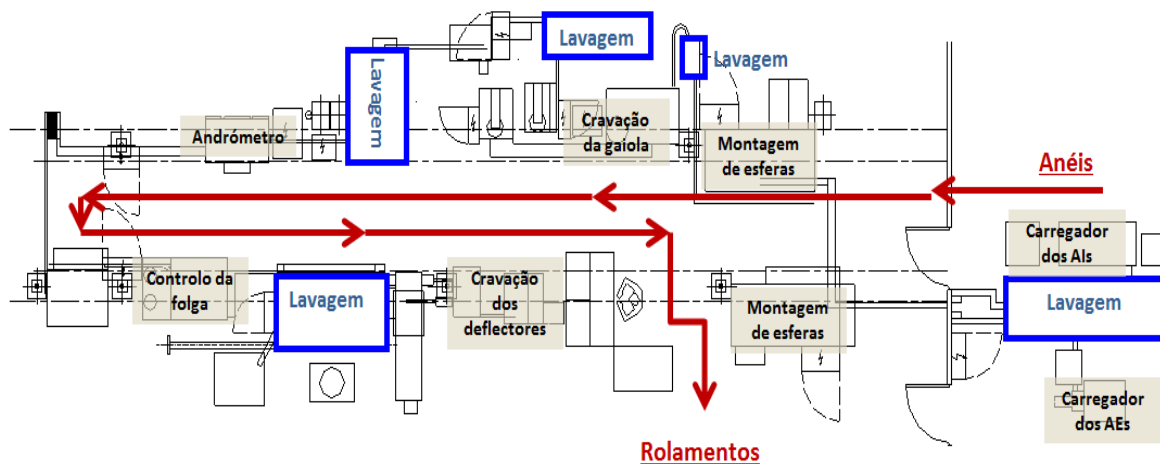 Lavagem
Lavagem
Lavagem
Andrómetro
Cravação
da gaiola
Montagem
de esferas
Anéis
Carregador
dos AIs
Controlo da
folga
Lavagem
Cravação
dos
deflectores
Montagem
de esferas
Lavagem
Carregador
dos AEs
Rolamentos